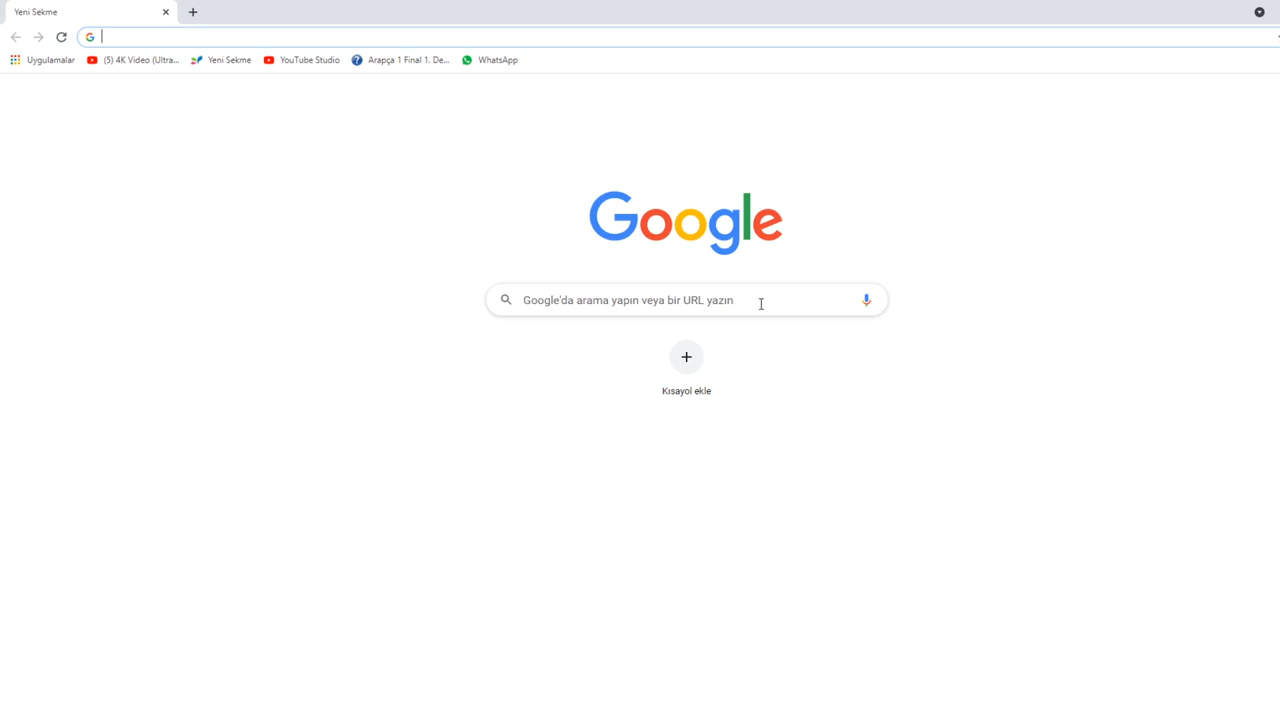 Yeni Sekme
Uygulamalar (5) 4K Video (Ultra... Yeni Sekme YouTube Studio Arapça 1 Final 1. De... WhatsApp
Google
Google'da arama yapın veya bir URL yazın
Kısayol ekle